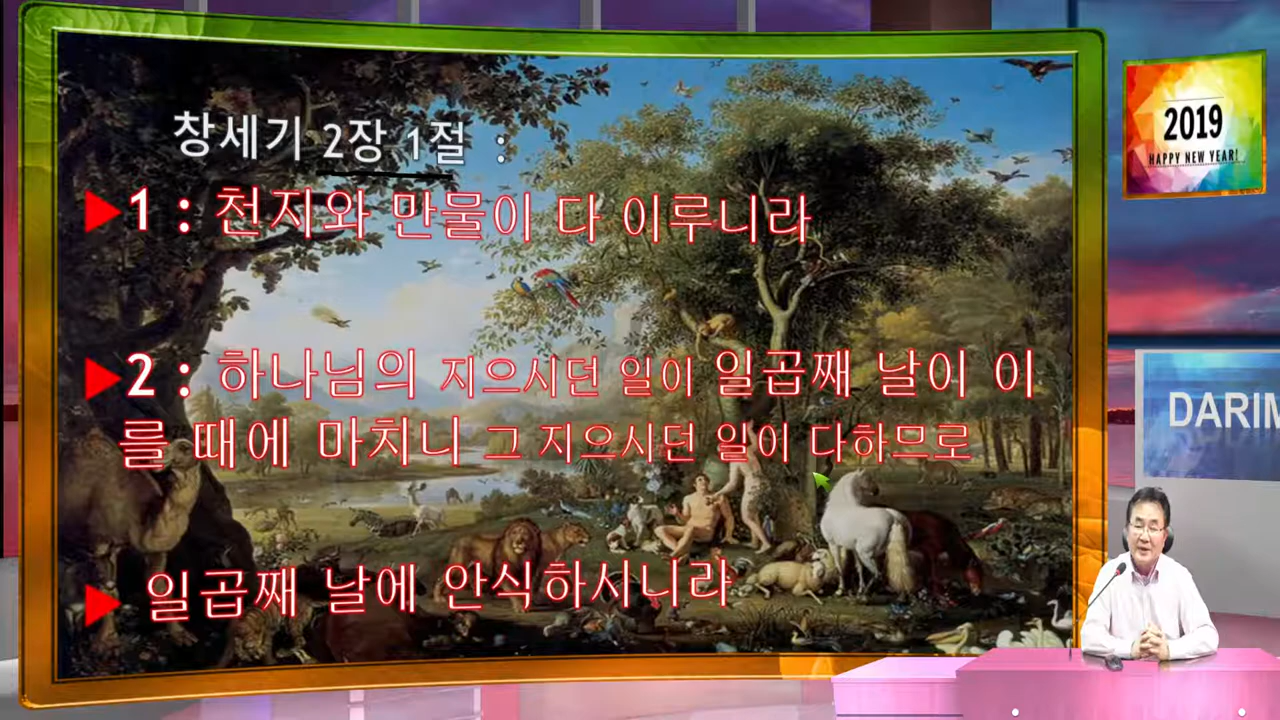 창세기 2장 1절 :
1 : 천지와 만물이 다 이루니라
2 : 하나님의 지으시던 일이 일곱째 날이 이
를 때에 마치니 그 지으시던 일이 다하므로
일곱째 날에 안식하시니라
2019
HAPPY NEW YEAR!
DARIM